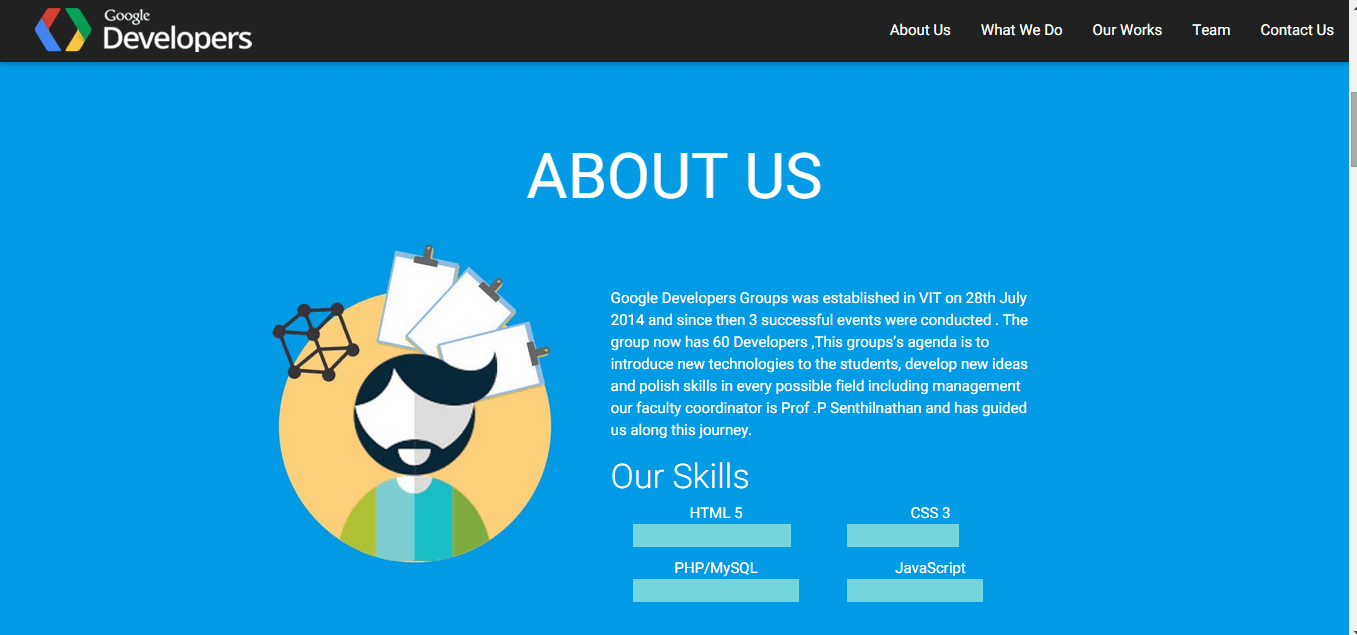 Google
Developers
About Us
What We Do
Our Works
Team
Contact Us
ABOUT US
Google Developers Groups was established in VIT on 28th July
2014 and since then 3 successful events were conducted . The
group now has 60 Developers ,This groups’s agenda is to
introduce new technologies to the students, develop new ideas
and polish skills in every possible field including management
our faculty coordinator is Prof .P Senthilnathan and has guided
us along this journey.
Our Skills
HTML 5
CSS 3
PHP/MySQL
JavaScript